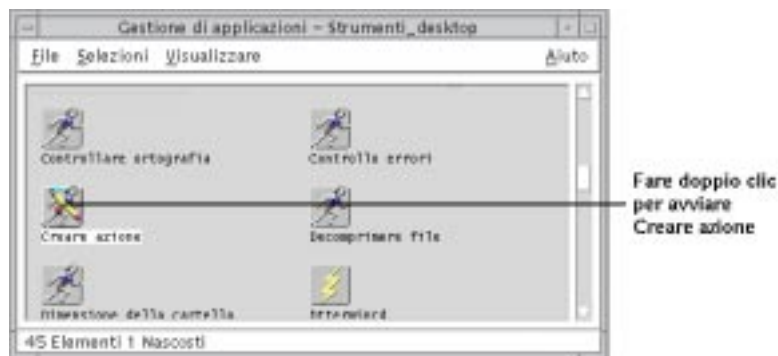 Gestione di applicazioni – Strumenti_desktop
File Selezioni Visualizzare Aiuto
Controllare ortografia Controllo errori
Creare azione Decomprimere file
Dimensione della cartella
45 Elementi 1 Nascosti
Fare doppio clic
per avviare
Creare azione